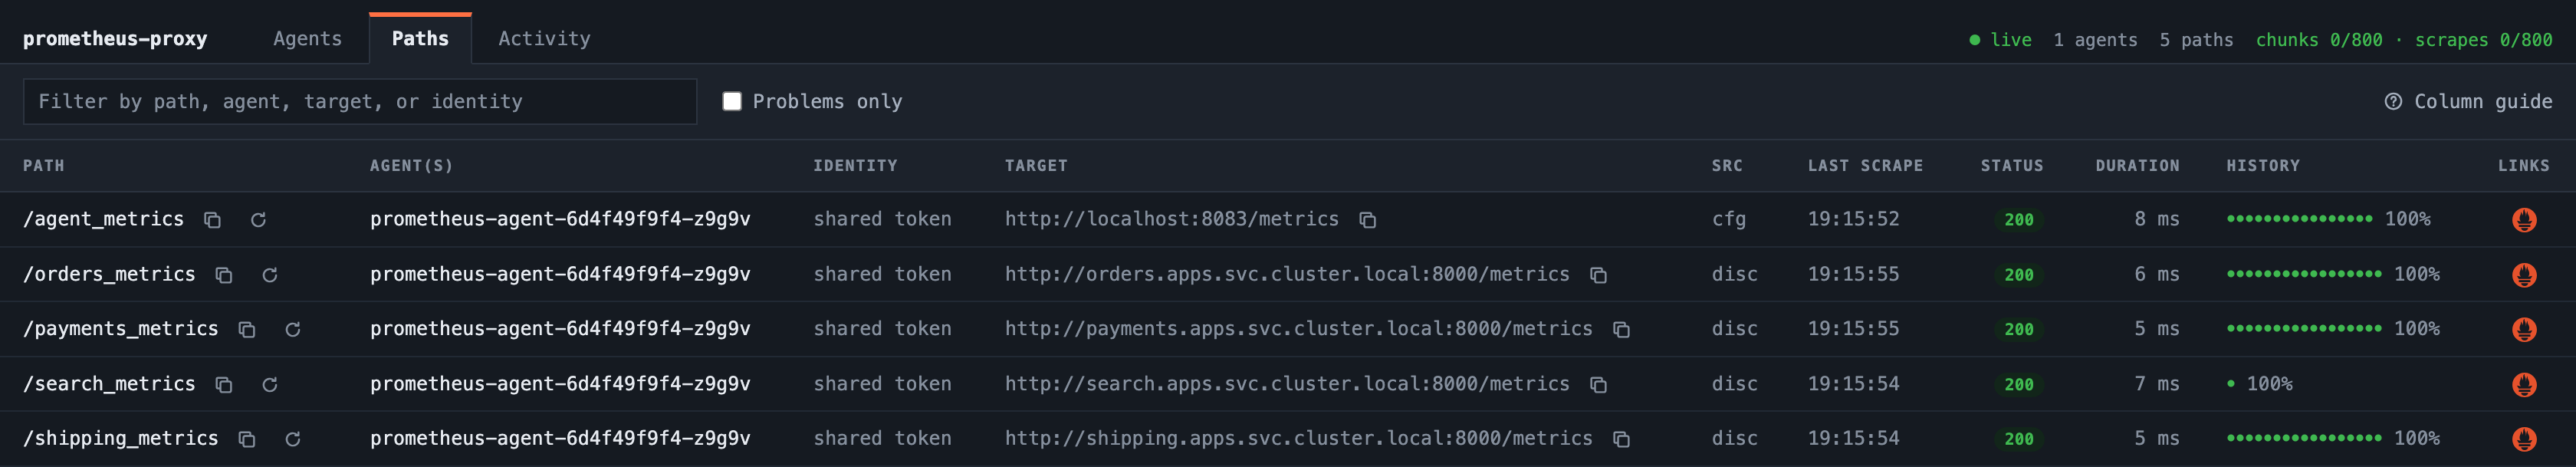 prometheus-proxy Agents Paths Activity live 1 agents 5 paths chunks 0/800 · scrapes 0/800
Filter by path, agent, target, or identity Problems only Column guide
PATH AGENT(S) IDENTITY TARGET SRC LAST SCRAPE STATUS DURATION HISTORY LINKS
/agent_metrics prometheus-agent-6d4f49f9f4-z9g9v shared token http://localhost:8083/metrics cfg 19:15:52 200 8 ms 100%
/orders_metrics prometheus-agent-6d4f49f9f4-z9g9v shared token http://orders.apps.svc.cluster.local:8000/metrics disc 19:15:55 200 6 ms 100%
/payments_metrics prometheus-agent-6d4f49f9f4-z9g9v shared token http://payments.apps.svc.cluster.local:8000/metrics disc 19:15:55 200 5 ms 100%
/search_metrics prometheus-agent-6d4f49f9f4-z9g9v shared token http://search.apps.svc.cluster.local:8000/metrics disc 19:15:54 200 7 ms 100%
/shipping_metrics prometheus-agent-6d4f49f9f4-z9g9v shared token http://shipping.apps.svc.cluster.local:8000/metrics disc 19:15:54 200 5 ms 100%